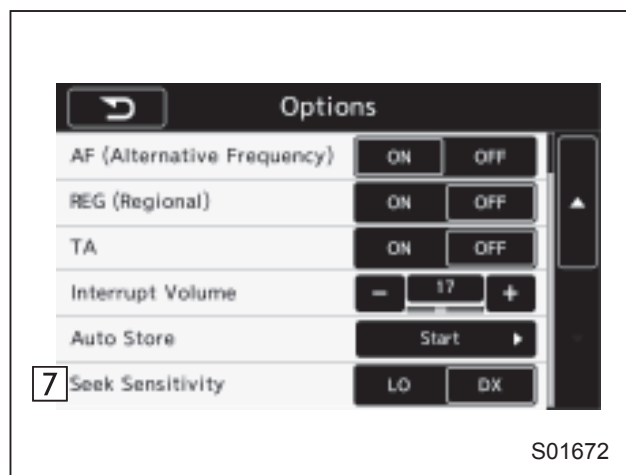 Options
AF (Alternative Frequency) ON OFF
REG (Regional) ON OFF
TA ON OFF
Interrupt Volume − 17 +
Auto Store Start
7 Seek Sensitivity LO DX
S01672